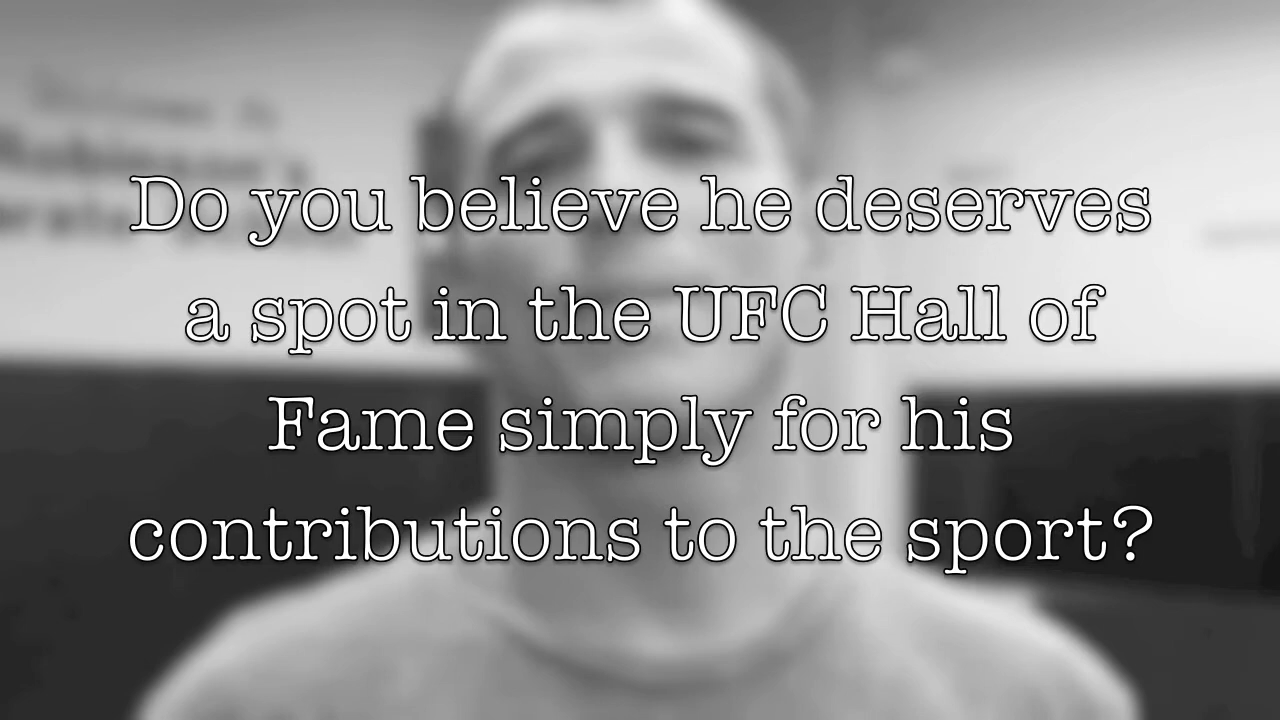 Do you believe he deserves
a spot in the UFC Hall of
Fame simply for his
contributions to the sport?